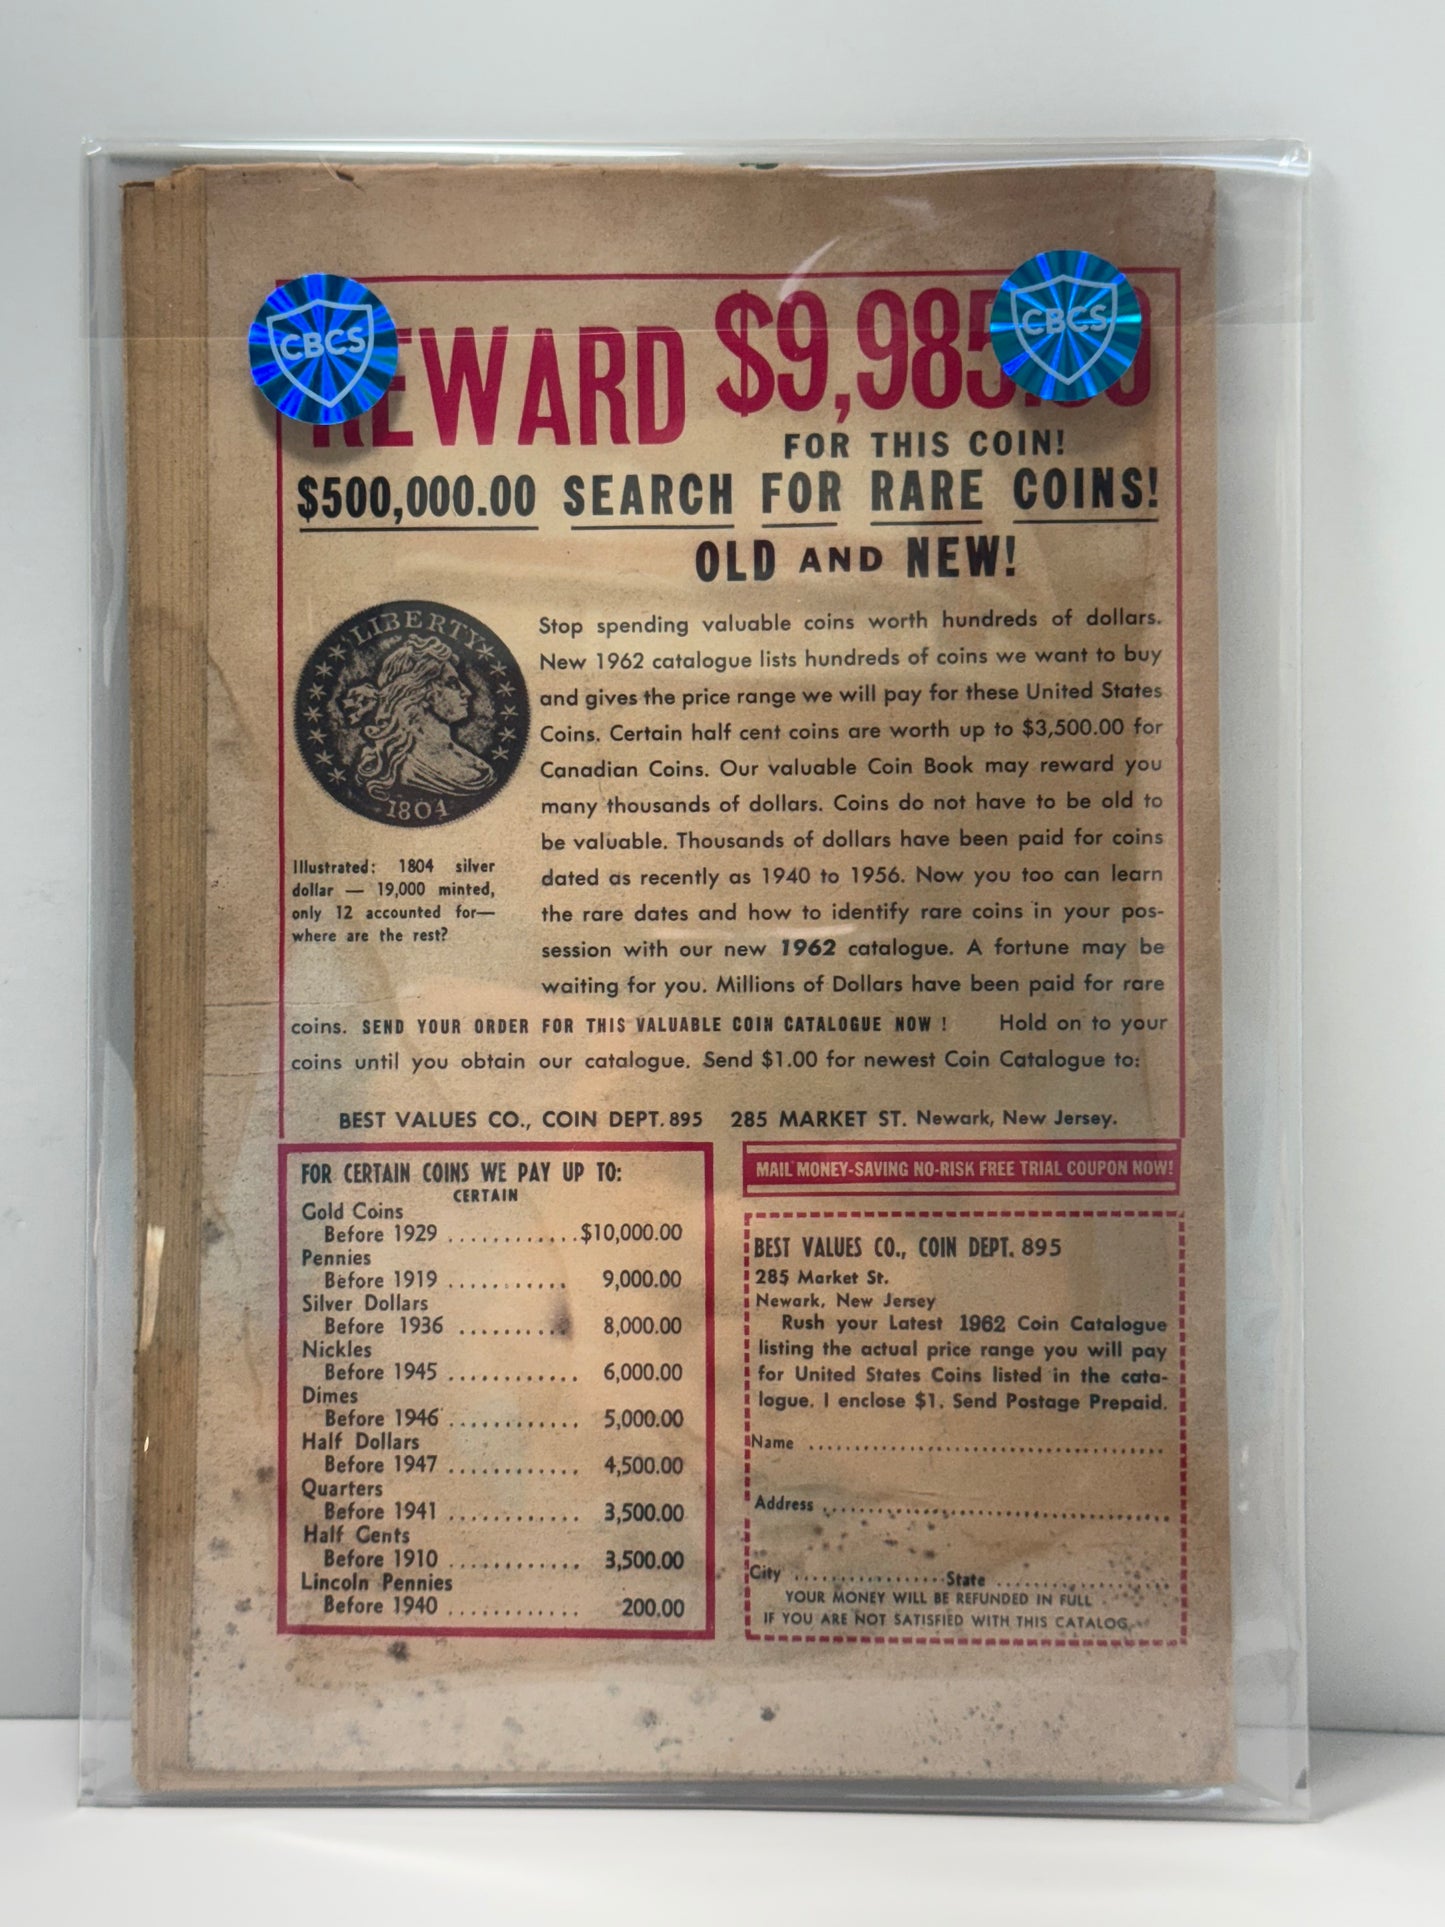 CBCS
CBCS
REWARD $9,985.00
FOR THIS COIN!
$500,000.00 SEARCH FOR RARE COINS!
OLD AND NEW!
LIBERTY
1804
Illustrated: 1804 silver
dollar — 19,000 minted,
only 12 accounted for—
where are the rest?
Stop spending valuable coins worth hundreds of dollars.
New 1962 catalogue lists hundreds of coins we want to buy
and gives the price range we will pay for these United States
Coins. Certain half cent coins are worth up to $3,500.00 for
Canadian Coins. Our valuable Coin Book may reward you
many thousands of dollars. Coins do not have to be old to
be valuable. Thousands of dollars have been paid for coins
dated as recently as 1940 to 1956. Now you too can learn
the rare dates and how to identify rare coins in your pos-
session with our new 1962 catalogue. A fortune may be
waiting for you. Millions of Dollars have been paid for rare
coins. SEND YOUR ORDER FOR THIS VALUABLE COIN CATALOGUE NOW ! Hold on to your
coins until you obtain our catalogue. Send $1.00 for newest Coin Catalogue to:
BEST VALUES CO., COIN DEPT. 895 285 MARKET ST. Newark, New Jersey.
FOR CERTAIN COINS WE PAY UP TO:
CERTAIN
Gold Coins
Before 1929 ............$10,000.00
Pennies
Before 1919 ........... 9,000.00
Silver Dollars
Before 1936 .......... 8,000.00
Nickles
Before 1945 ............ 6,000.00
Dimes
Before 1946 ............ 5,000.00
Half Dollars
Before 1947 ............ 4,500.00
Quarters
Before 1941 ............ 3,500.00
Half Cents
Before 1910 ............ 3,500.00
Lincoln Pennies
Before 1940 ............ 200.00
MAIL MONEY-SAVING NO-RISK FREE TRIAL COUPON NOW!
BEST VALUES CO., COIN DEPT. 895
285 Market St.
Newark, New Jersey
Rush your Latest 1962 Coin Catalogue
listing the actual price range you will pay
for United States Coins listed in the cata-
logue. I enclose $1. Send Postage Prepaid.
Name ....................................
Address ..................................
City ................State ..................
YOUR MONEY WILL BE REFUNDED IN FULL
IF YOU ARE NOT SATISFIED WITH THIS CATALOG.